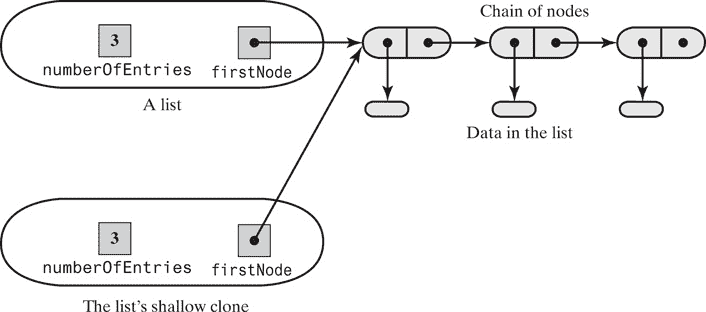 Chain of nodes
3
numberOfEntries firstNode
A list
Data in the list
3
numberOfEntries firstNode
The list's shallow clone